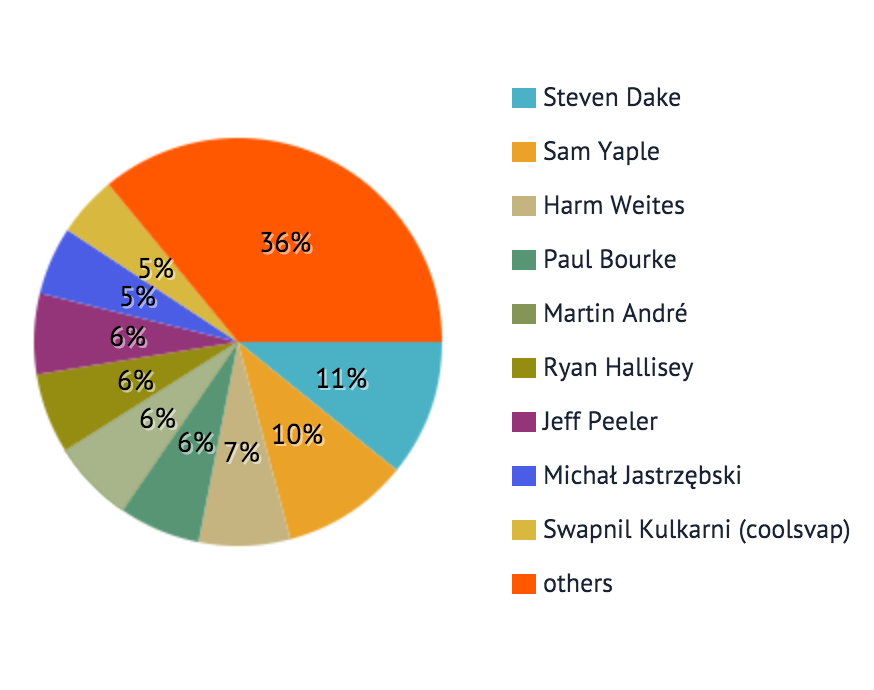 36%
5%
5%
6%
6%
6%
6%
7%
10%
11%
Steven Dake
Sam Yaple
Harm Weites
Paul Bourke
Martin André
Ryan Hallisey
Jeff Peeler
Michał Jastrzębski
Swapnil Kulkarni (coolsvap)
others